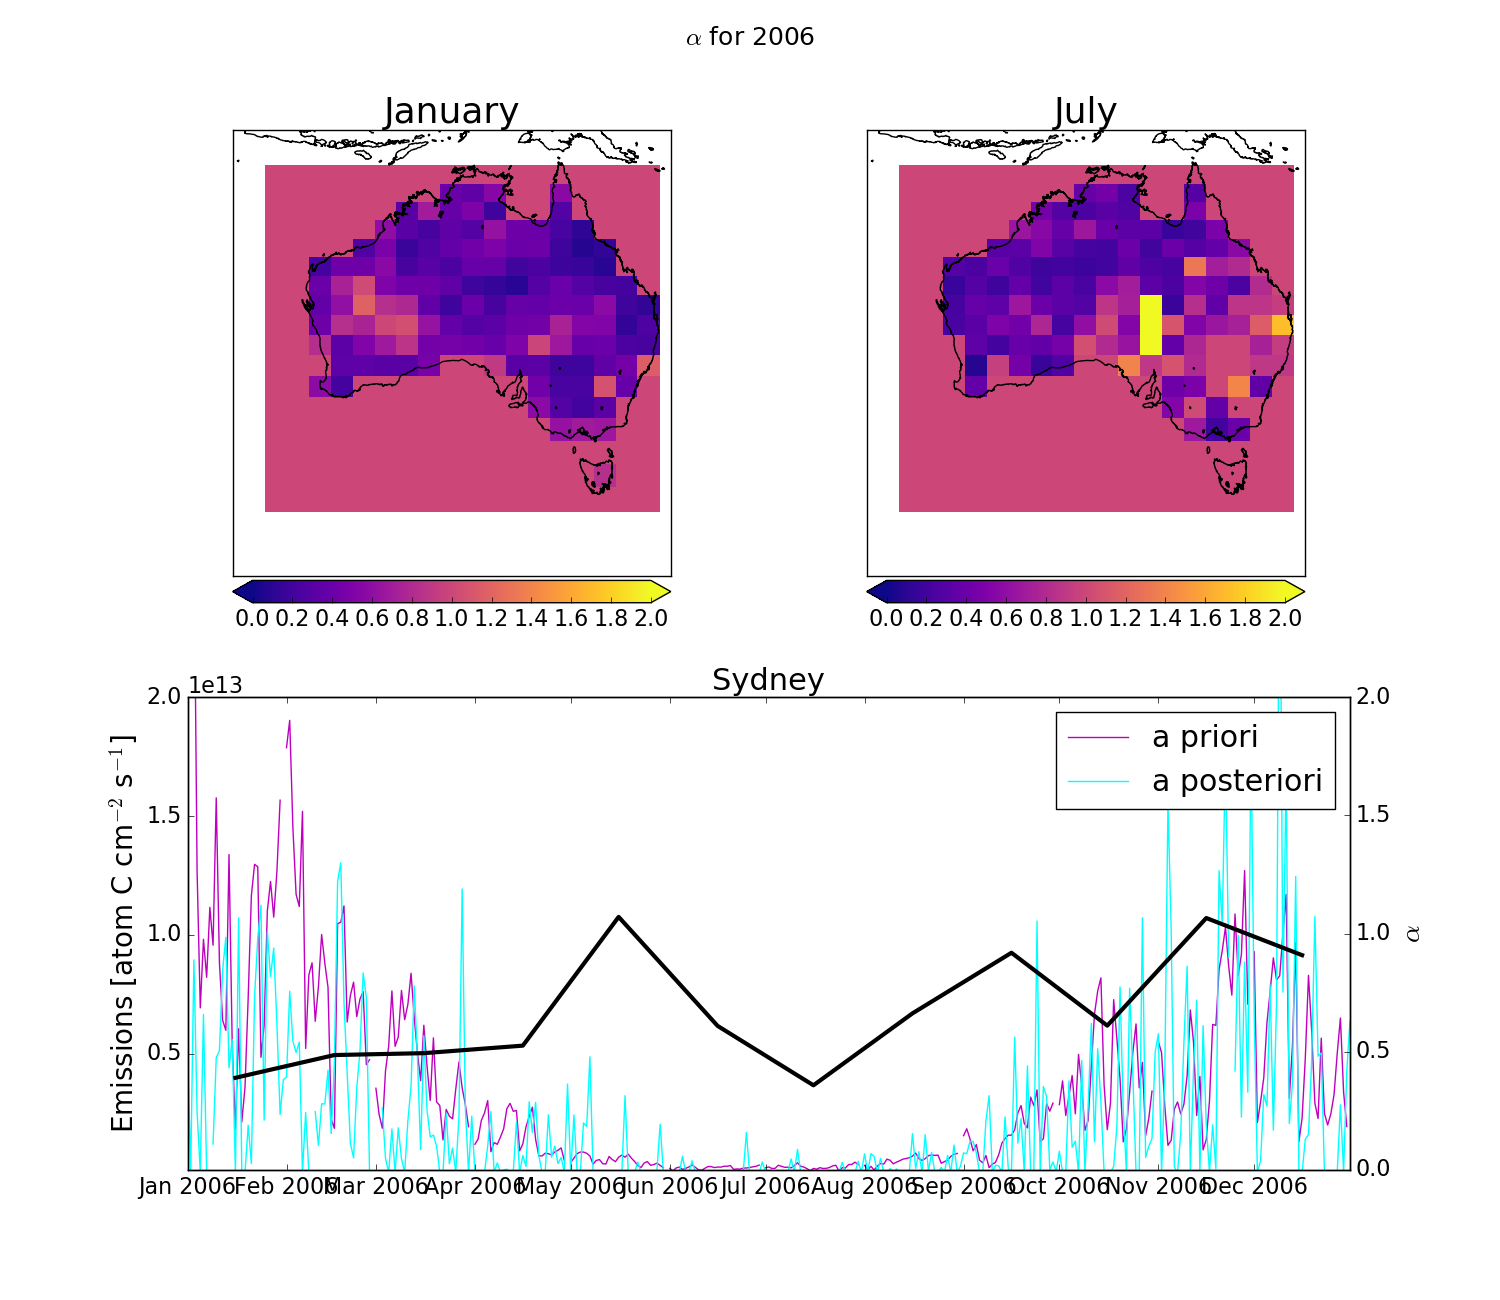 α for 2006
January
July
0.0 0.2 0.4 0.6 0.8 1.0 1.2 1.4 1.6 1.8 2.0
0.0 0.2 0.4 0.6 0.8 1.0 1.2 1.4 1.6 1.8 2.0
Sydney
1e13
2.0
1.5
1.0
0.5
Emissions [atom C cm⁻² s⁻¹]
a priori
a posteriori
2.0
1.5
1.0
0.5
0.0
α
Jan 2006 Feb 2006 Mar 2006 Apr 2006 May 2006 Jun 2006 Jul 2006 Aug 2006 Sep 2006 Oct 2006 Nov 2006 Dec 2006